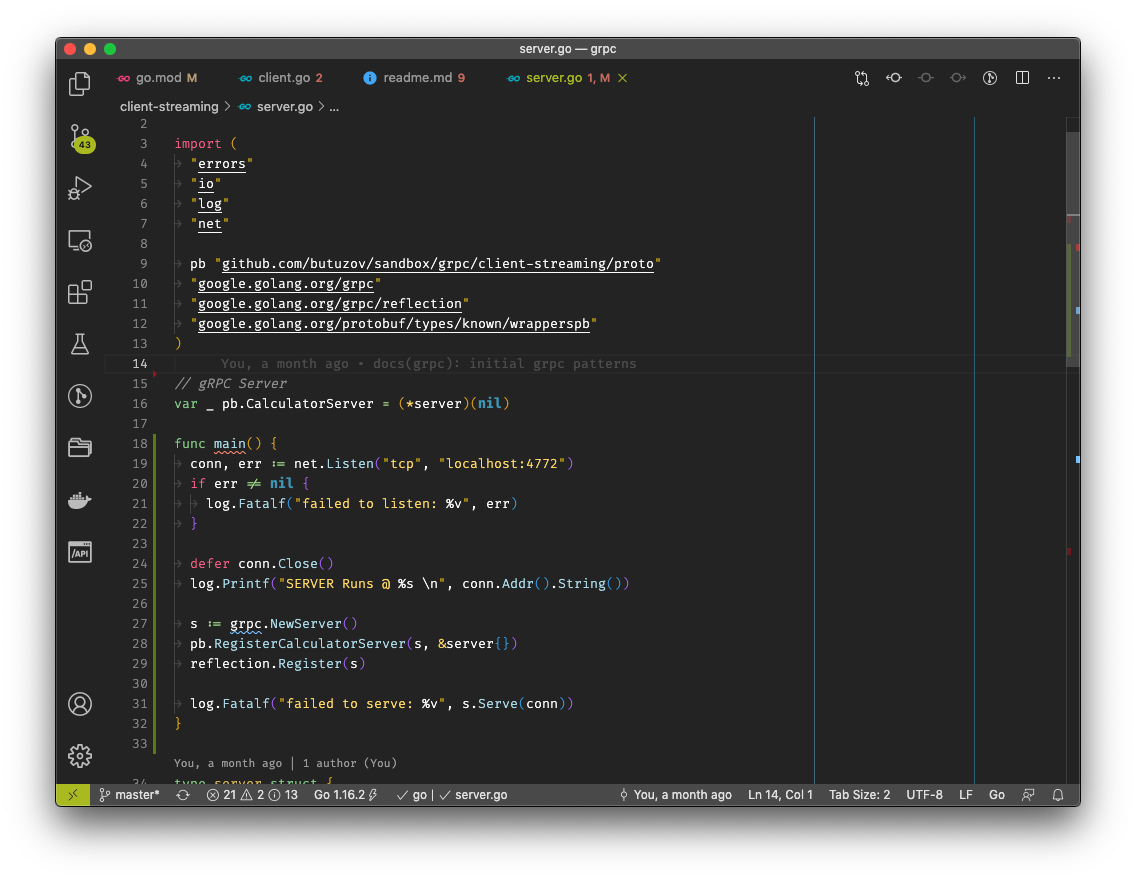 server.go — grpc
go.mod M client.go 2 readme.md 9 server.go 1, M
client-streaming > server.go > ...
43
2
3 import (
4 "errors"
5 "io"
6 "log"
7 "net"
8
9 pb "github.com/butuzov/sandbox/grpc/client-streaming/proto"
10 "google.golang.org/grpc"
11 "google.golang.org/grpc/reflection"
12 "google.golang.org/protobuf/types/known/wrapperspb"
13 )
14 You, a month ago • docs(grpc): initial grpc patterns
15 // gRPC Server
16 var _ pb.CalculatorServer = (*server)(nil)
17
18 func main() {
19 conn, err := net.Listen("tcp", "localhost:4772")
20 if err ≠ nil {
21 log.Fatalf("failed to listen: %v", err)
22 }
23
24 defer conn.Close()
25 log.Printf("SERVER Runs @ %s \n", conn.Addr().String())
26
27 s := grpc.NewServer()
28 pb.RegisterCalculatorServer(s, &server{})
29 reflection.Register(s)
30
31 log.Fatalf("failed to serve: %v", s.Serve(conn))
32 }
33
You, a month ago | 1 author (You)
34 type server struct {
/API
master* 21 2 13 Go 1.16.2 go | server.go You, a month ago Ln 14, Col 1 Tab Size: 2 UTF-8 LF Go